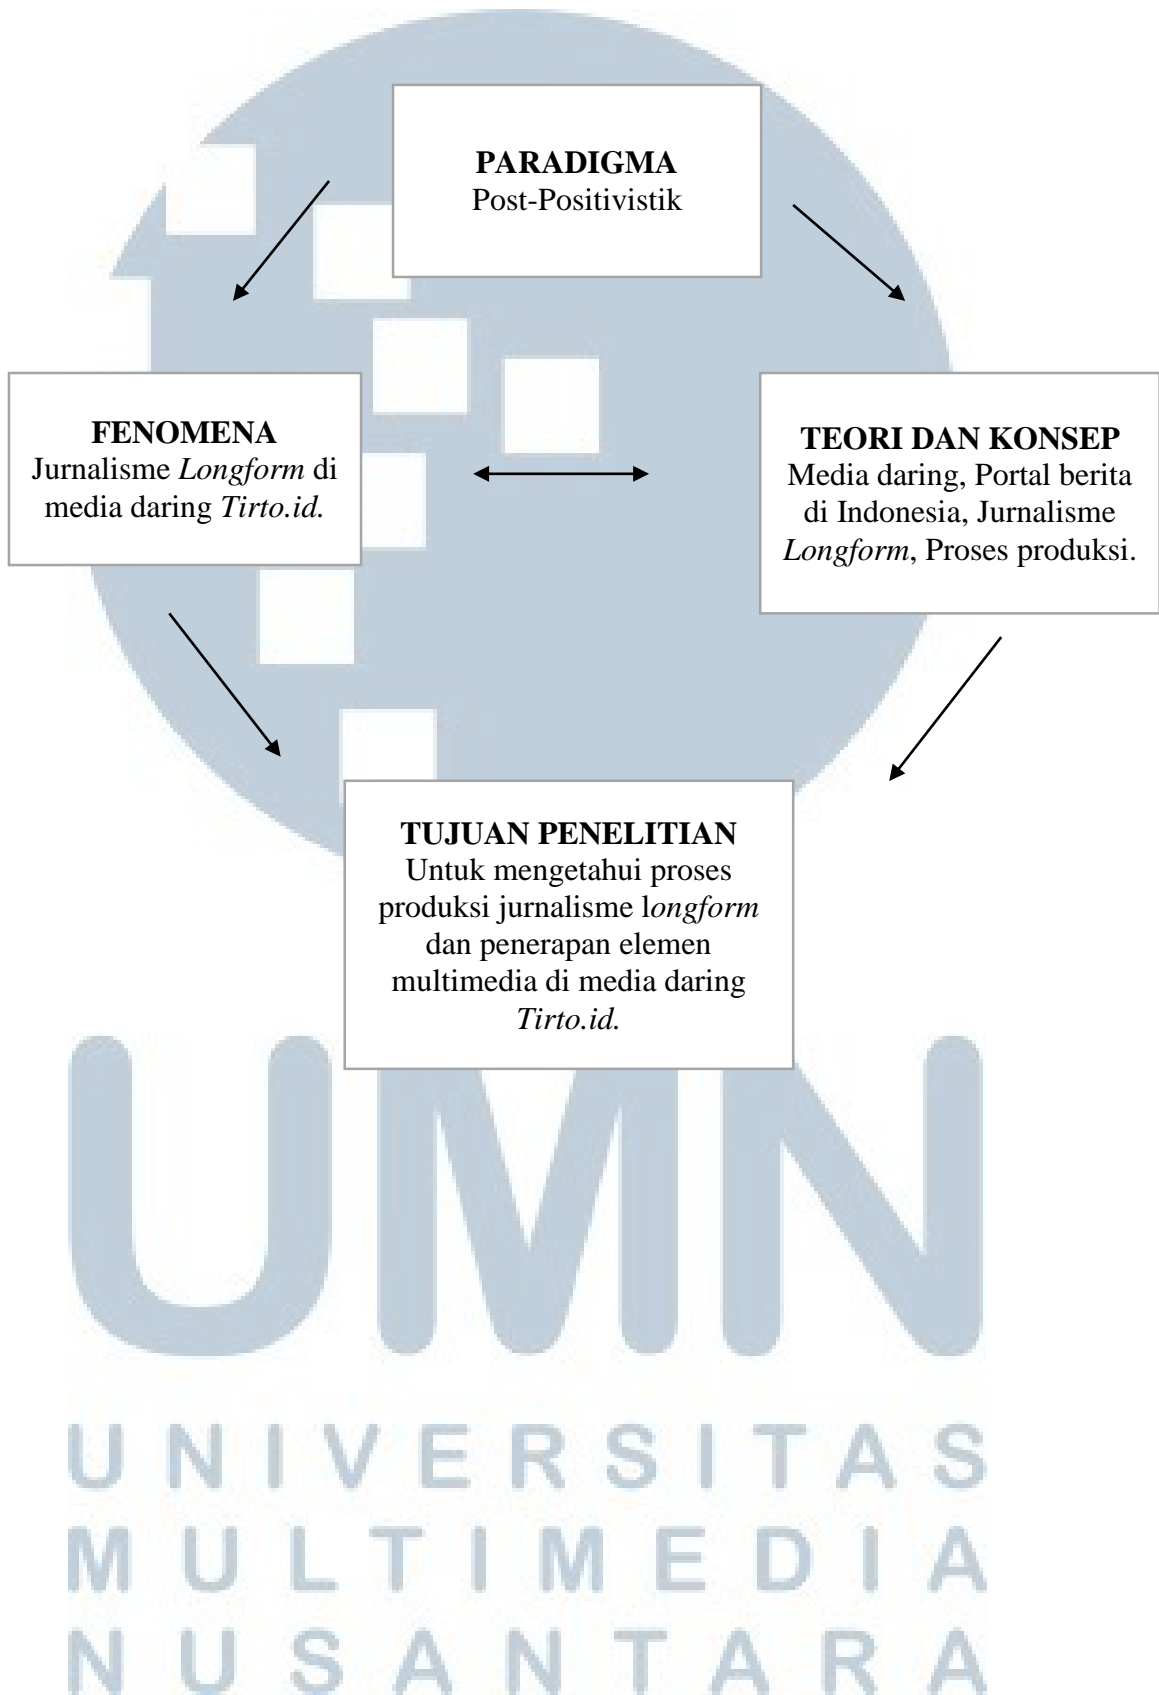 PARADIGMA
Post-Positivistik
FENOMENA
Jurnalisme Longform di
media daring Tirto.id.
TEORI DAN KONSEP
Media daring, Portal berita
di Indonesia, Jurnalisme
Longform, Proses produksi.
TUJUAN PENELITIAN
Untuk mengetahui proses
produksi jurnalisme longform
dan penerapan elemen
multimedia di media daring
Tirto.id.
UMN
UNIVERSITAS
MULTIMEDIA
NUSANTARA